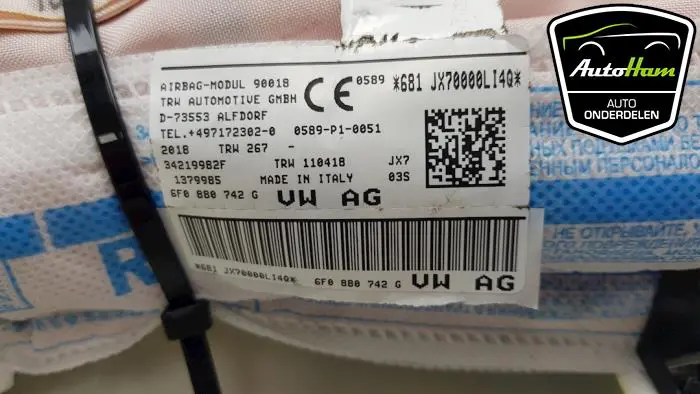 AutoHam
AUTO
ONDERDELEN
AIRBAG-MODUL 90018
TRW AUTOMOTIVE GMBH
D-73553 ALFDORF
TEL.+497172302-0 0589-P1-0051
2018 TRW 267 -
34219982F TRW 110418 JX7
1379985 MADE IN ITALY 03S
6F0 880 742 G VW AG
CE 0589
*681 JX70000LI4Q*
*681 JX70000LI4Q* 6F0 880 742 G VW AG
НЕ ОТКРЫВАЙТЕ,